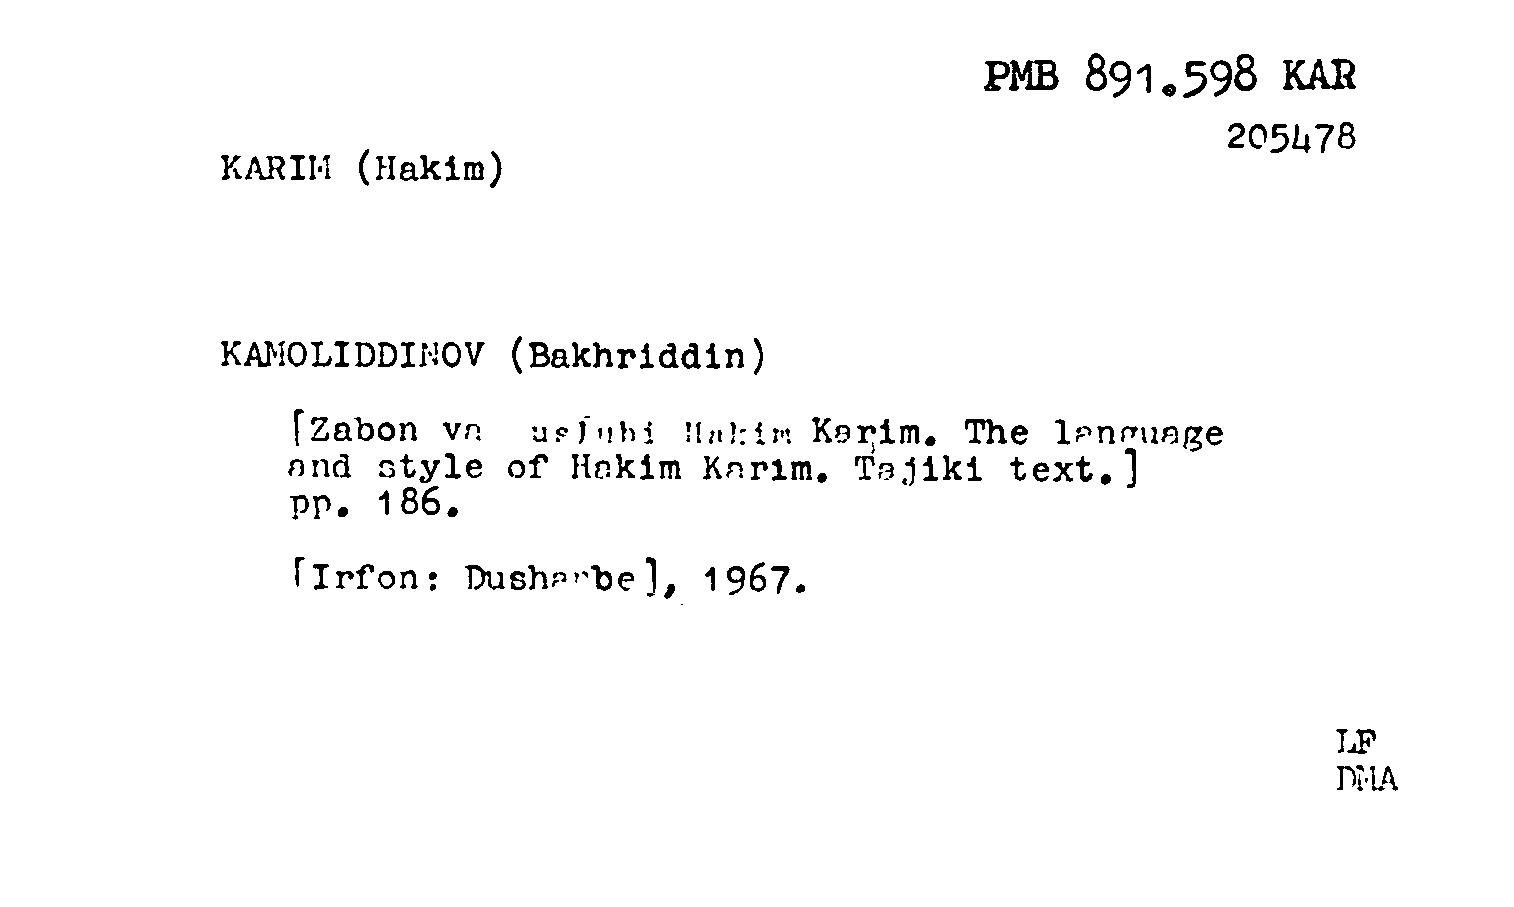 PMB 891.598 KAR
205478
KARIM (Hakim)
KAMOLIDDINOV (Bakhriddin)
[Zabon va uslubi Hakim Karim. The language
and style of Hakim Karim. Tajiki text.]
pp. 186.
[Irfon: Dushanbe], 1967.
LF
DMA